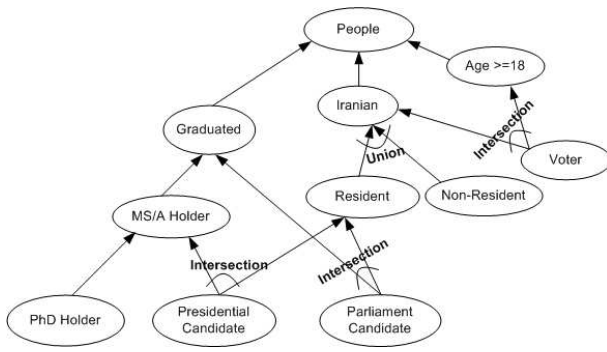 People
Age >=18
Iranian
Graduated
Intersection
Union
Voter
Resident
Non-Resident
MS/A Holder
Intersection
Intersection
PhD Holder
Presidential
Candidate
Parliament
Candidate